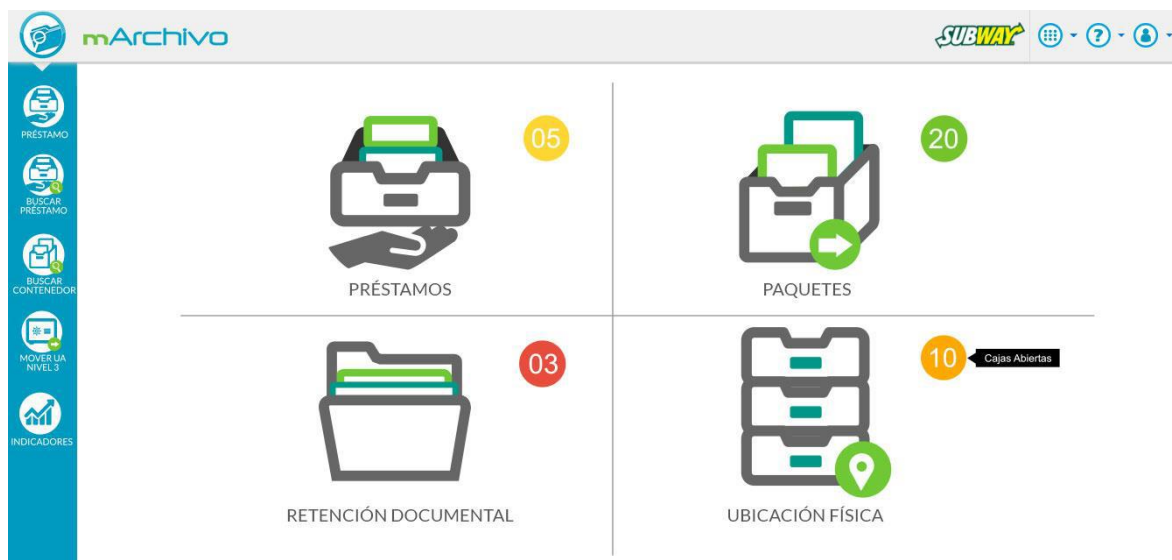 mArchivo
SUBWAY
?
PRÉSTAMO
BUSCAR
PRÉSTAMO
BUSCAR
CONTENEDOR
MOVER UA
NIVEL 3
INDICADORES
05
PRÉSTAMOS
20
PAQUETES
03
RETENCIÓN DOCUMENTAL
10
Cajas Abiertas
UBICACIÓN FÍSICA